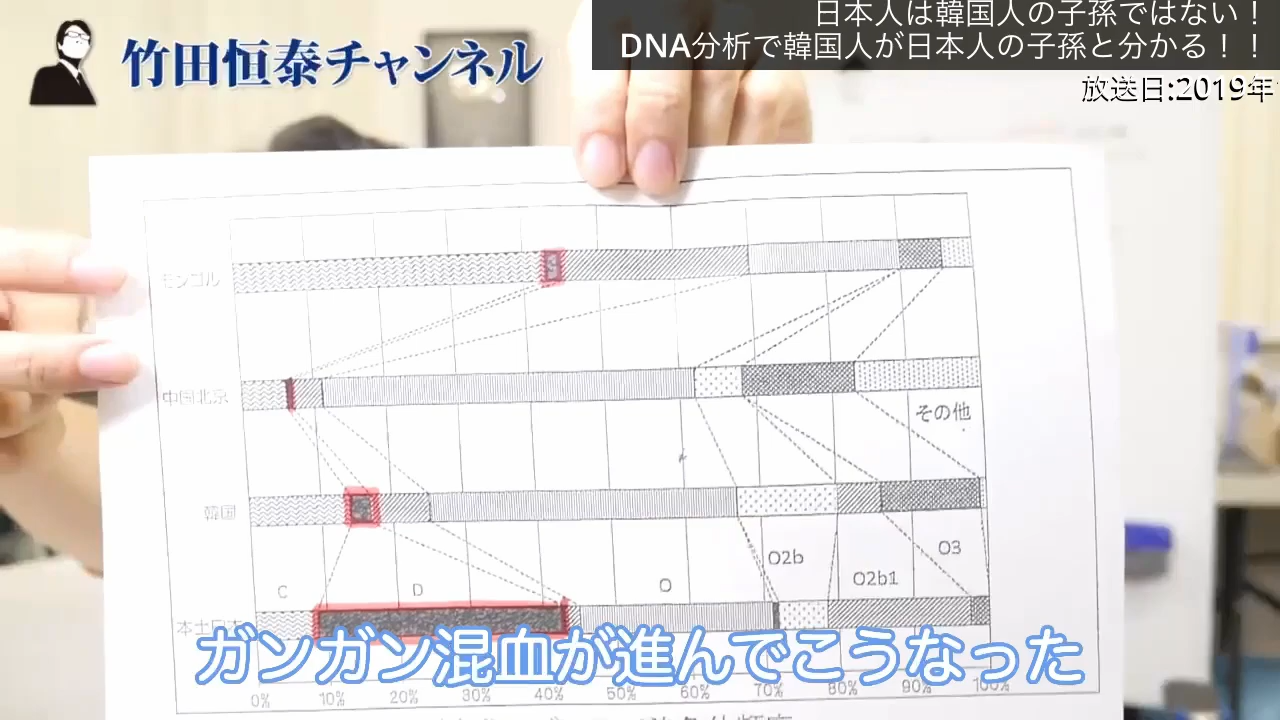 日本人は韓国人の子孫ではない！
DNA分析で韓国人が日本人の子孫と分かる！！
竹田恒泰チャンネル
放送日:2019年
モンゴル
中国北京
その他
韓国
C
D
O
O2b
O2b1
O3
本土日本
ガンガン混血が進んでこうなった
0% 10% 20% 30% 40% 50% 60% 70% 80% 90% 100%